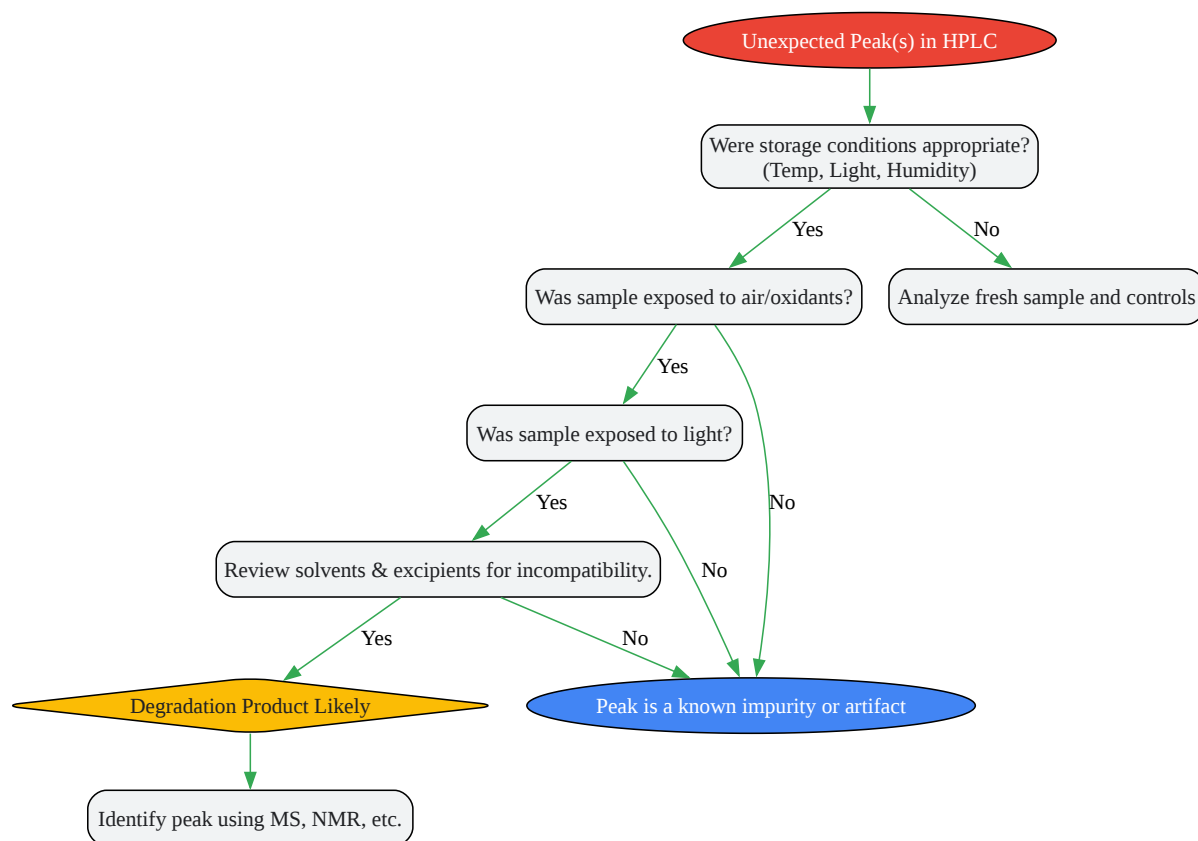 Unexpected Peak(s) in HPLC
Were storage conditions appropriate?
(Temp, Light, Humidity)
Yes
No
Was sample exposed to air/oxidants?
Analyze fresh sample and controls
Yes
Was sample exposed to light?
Yes
No
Review solvents & excipients for incompatibility.
No
Yes
No
Degradation Product Likely
Peak is a known impurity or artifact
Identify peak using MS, NMR, etc.